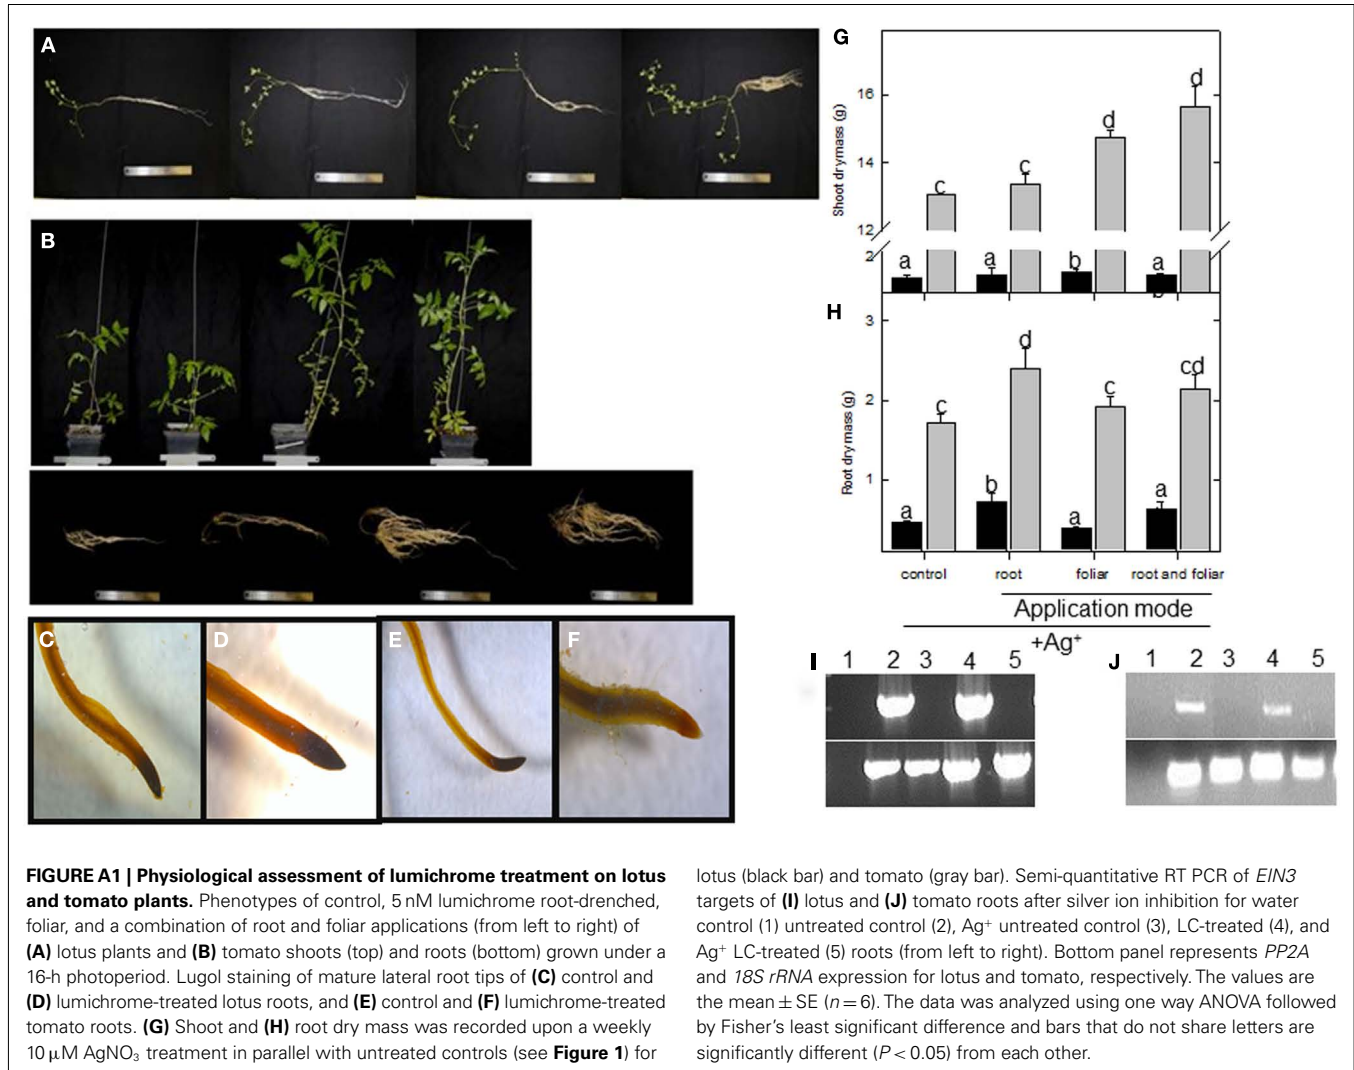 A
B
C D E F
G
16
14
12
2
Shoot dry mass (g)
c c d d
a a b a
b
H
3
2
1
Root dry mass (g)
c d c cd
a b a a
control root foliar root and foliar
Application mode
+Ag⁺
I 1 2 3 4 5
J 1 2 3 4 5
FIGURE A1 | Physiological assessment of lumichrome treatment on lotus
and tomato plants. Phenotypes of control, 5 nM lumichrome root-drenched,
foliar, and a combination of root and foliar applications (from left to right) of
(A) lotus plants and (B) tomato shoots (top) and roots (bottom) grown under a
16-h photoperiod. Lugol staining of mature lateral root tips of (C) control and
(D) lumichrome-treated lotus roots, and (E) control and (F) lumichrome-treated
tomato roots. (G) Shoot and (H) root dry mass was recorded upon a weekly
10 μM AgNO₃ treatment in parallel with untreated controls (see Figure 1) for
lotus (black bar) and tomato (gray bar). Semi-quantitative RT PCR of EIN3
targets of (I) lotus and (J) tomato roots after silver ion inhibition for water
control (1) untreated control (2), Ag⁺ untreated control (3), LC-treated (4), and
Ag⁺ LC-treated (5) roots (from left to right). Bottom panel represents PP2A
and 18S rRNA expression for lotus and tomato, respectively. The values are
the mean ± SE (n = 6). The data was analyzed using one way ANOVA followed
by Fisher's least significant difference and bars that do not share letters are
significantly different (P < 0.05) from each other.